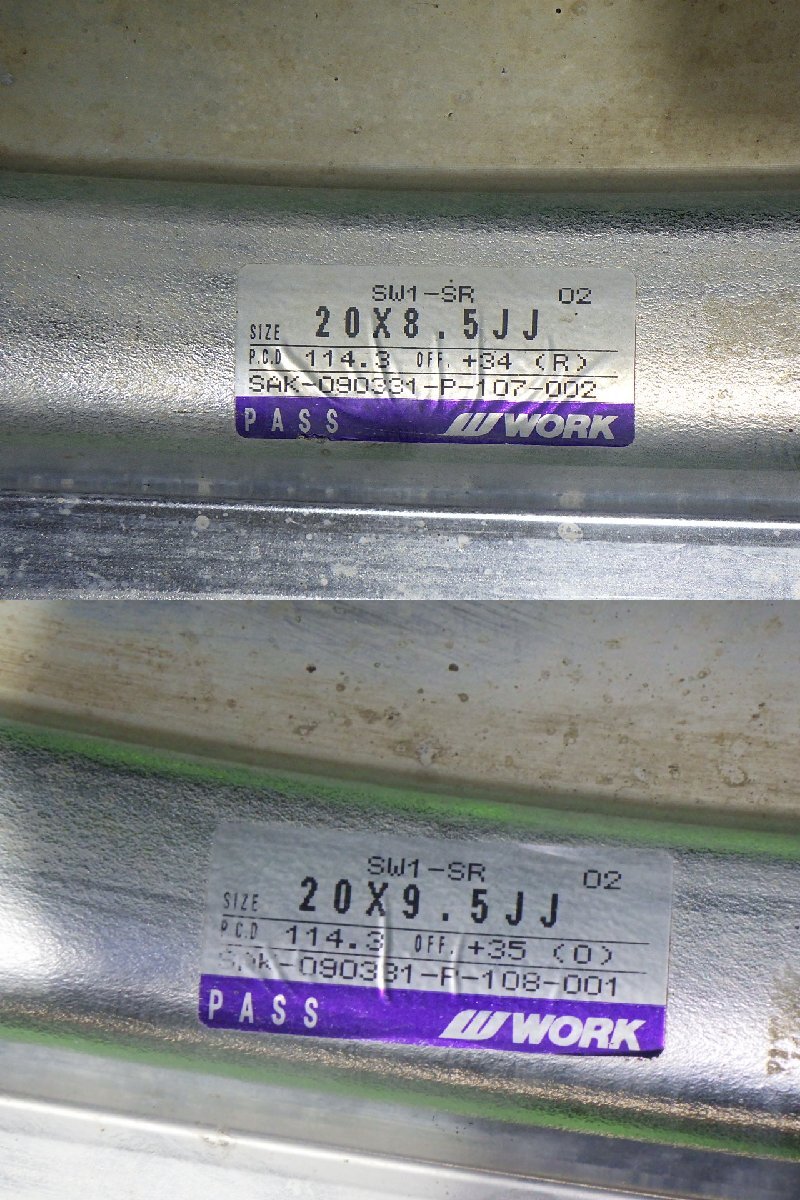 SW1-SR 02
SIZE 20X8.5JJ
P.C.D 114.3 OFF. +34 (R)
SAK-090331-P-107-002
PASS WORK
SW1-SR 02
SIZE 20X9.5JJ
P.C.D 114.3 OFF. +35 (O)
SAK-090331-P-108-001
PASS WORK